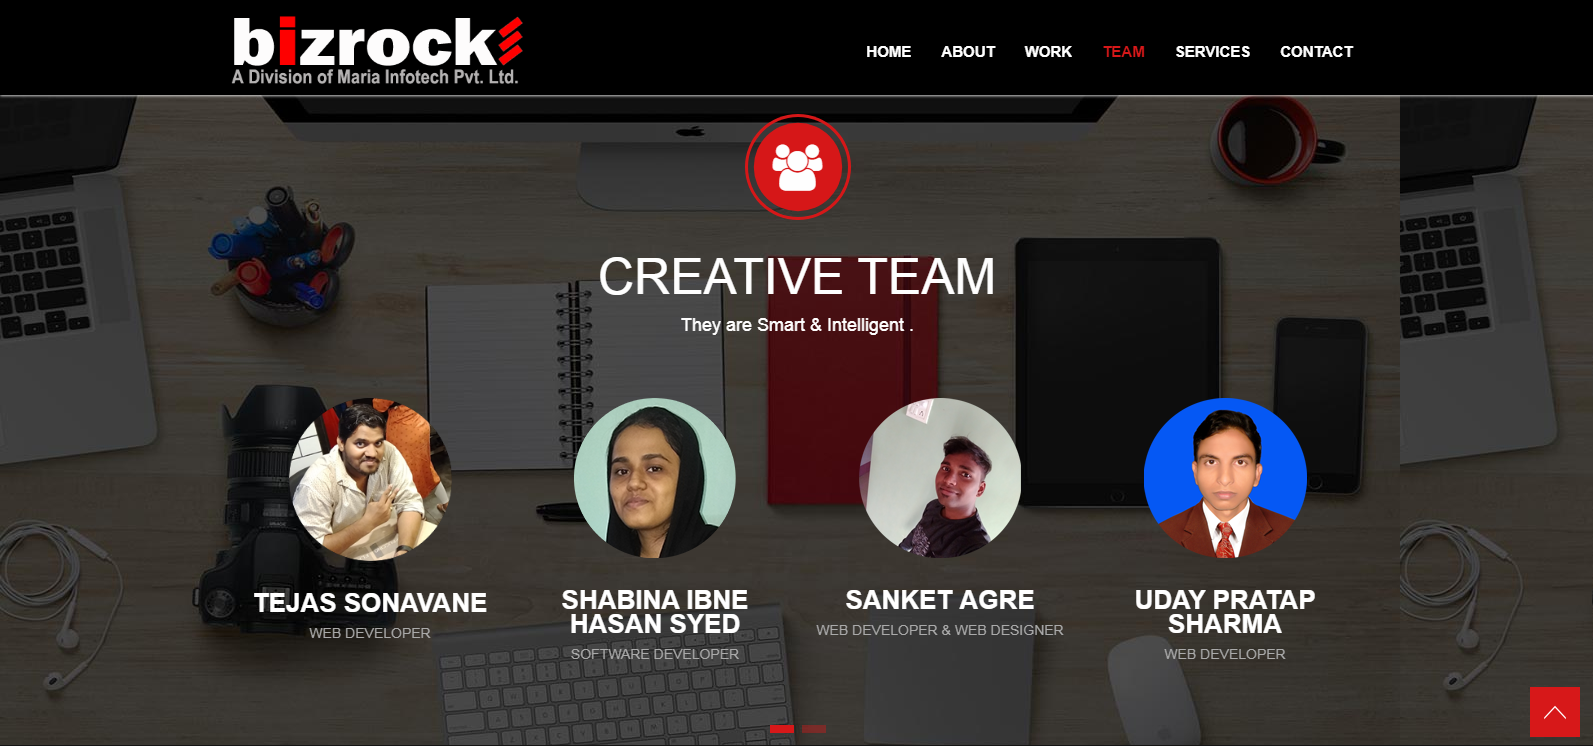 bizrock
A Division of Maria Infotech Pvt. Ltd.
HOME ABOUT WORK TEAM SERVICES CONTACT
CREATIVE TEAM
They are Smart & Intelligent .
TEJAS SONAVANE
WEB DEVELOPER
SHABINA IBNE
HASAN SYED
SOFTWARE DEVELOPER
SANKET AGRE
WEB DEVELOPER & WEB DESIGNER
UDAY PRATAP
SHARMA
WEB DEVELOPER